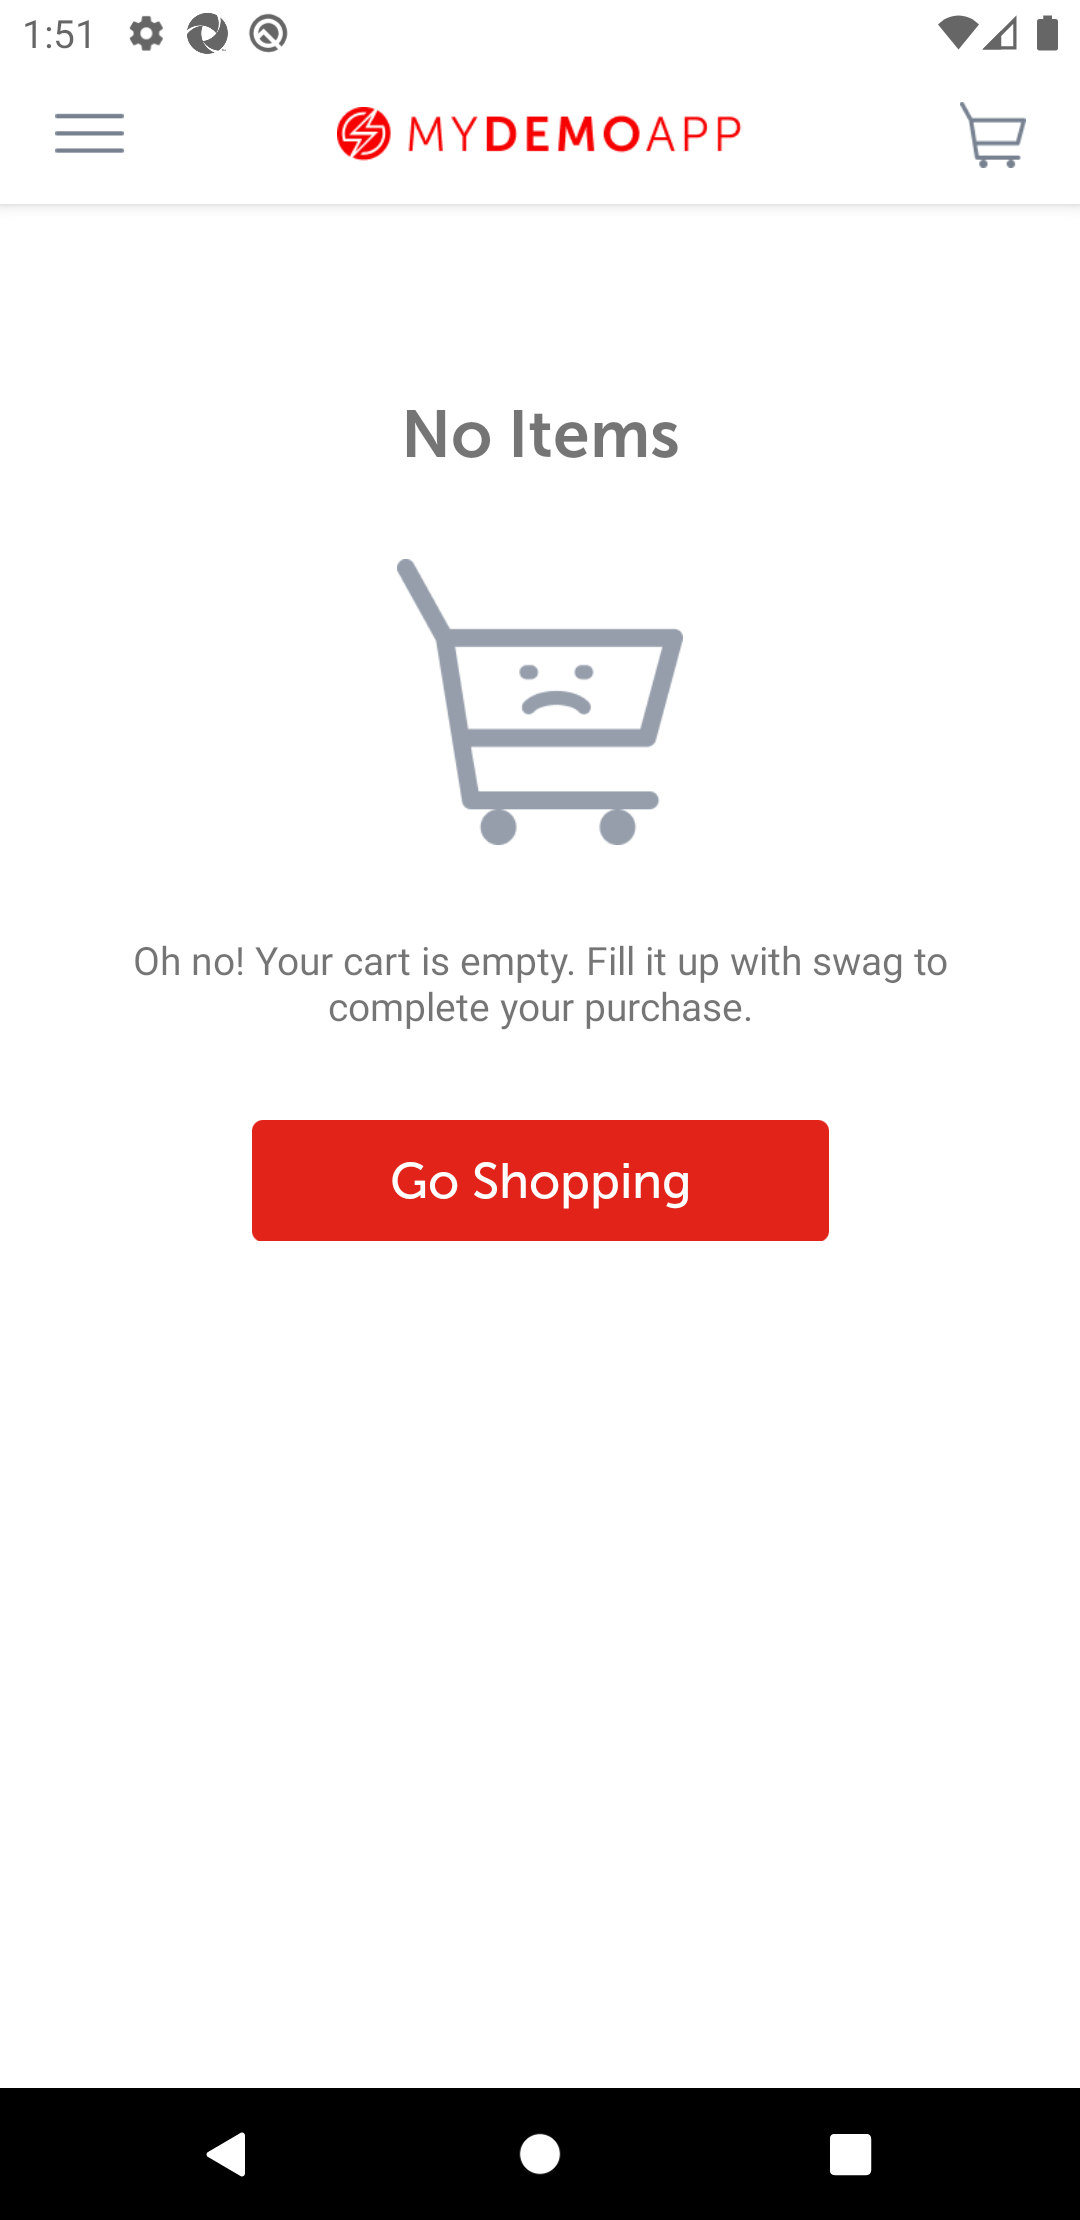 1:51
MYDEMOAPP
No Items
Oh no! Your cart is empty. Fill it up with swag to
complete your purchase.
Go Shopping